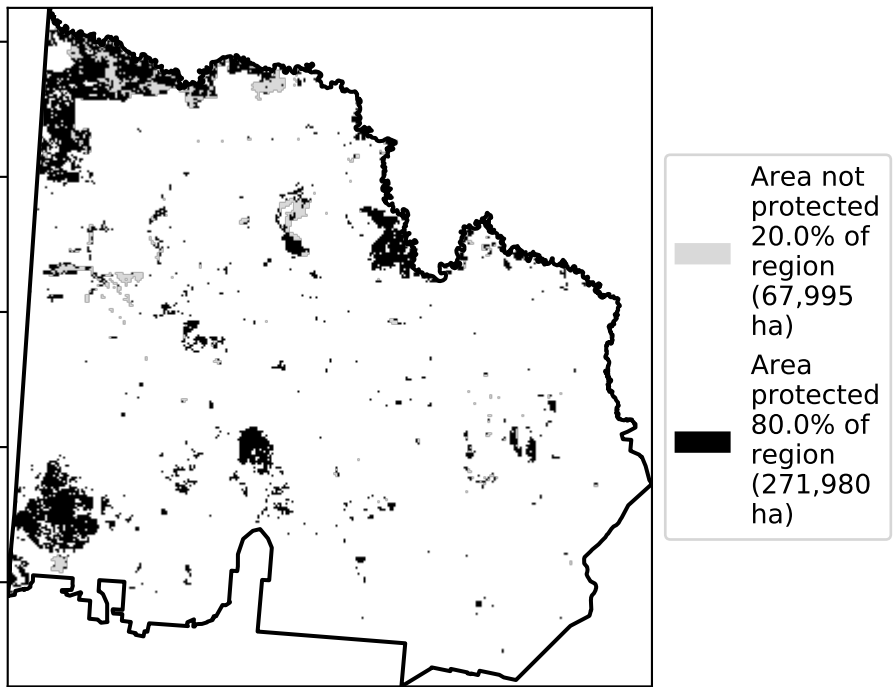 Area not
protected
20.0% of
region
(67,995
ha)
Area
protected
80.0% of
region
(271,980
ha)